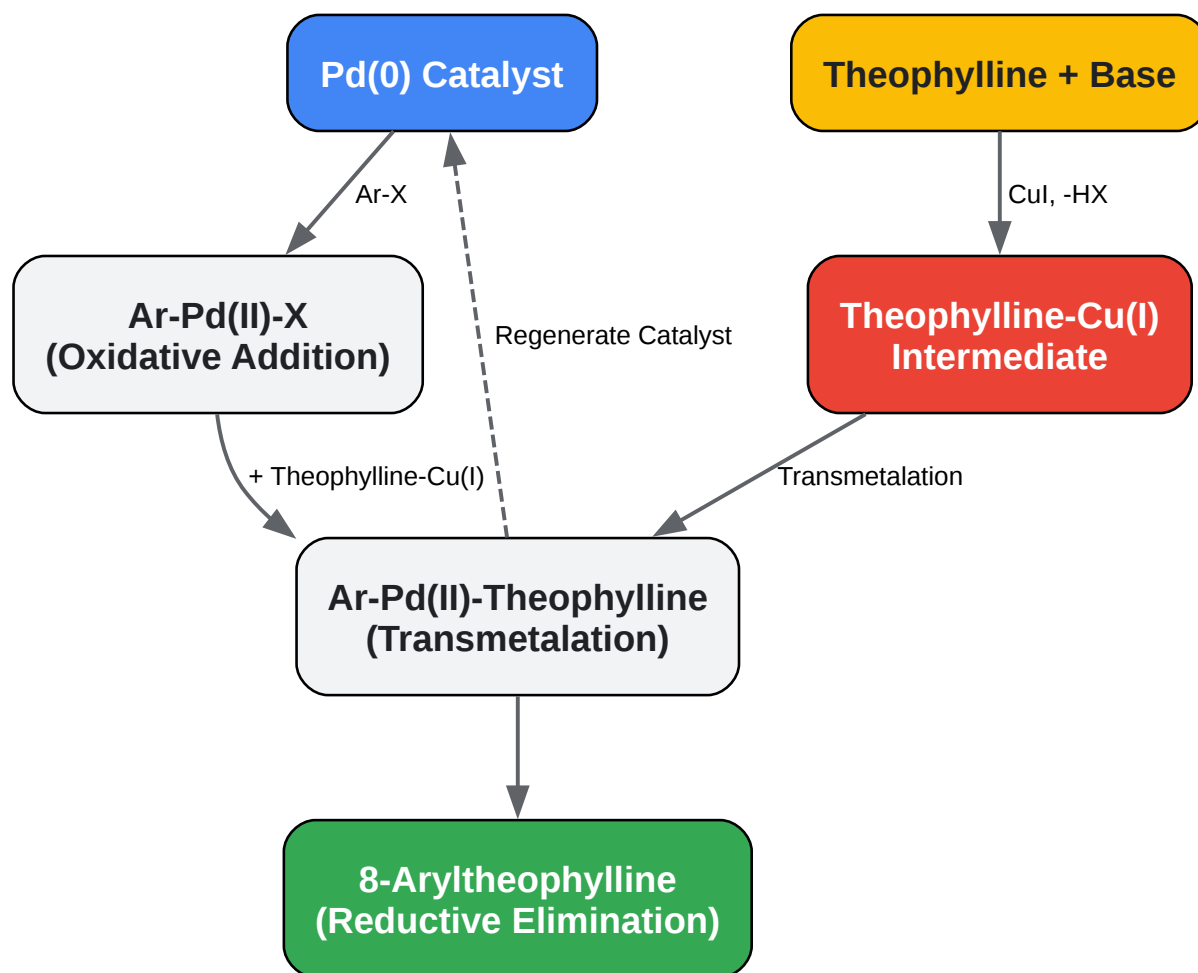 Pd(0) Catalyst
Theophylline + Base
Ar-X
CuI, -HX
Ar-Pd(II)-X
(Oxidative Addition)
Regenerate Catalyst
Theophylline-Cu(I)
Intermediate
+ Theophylline-Cu(I)
Transmetalation
Ar-Pd(II)-Theophylline
(Transmetalation)
8-Aryltheophylline
(Reductive Elimination)